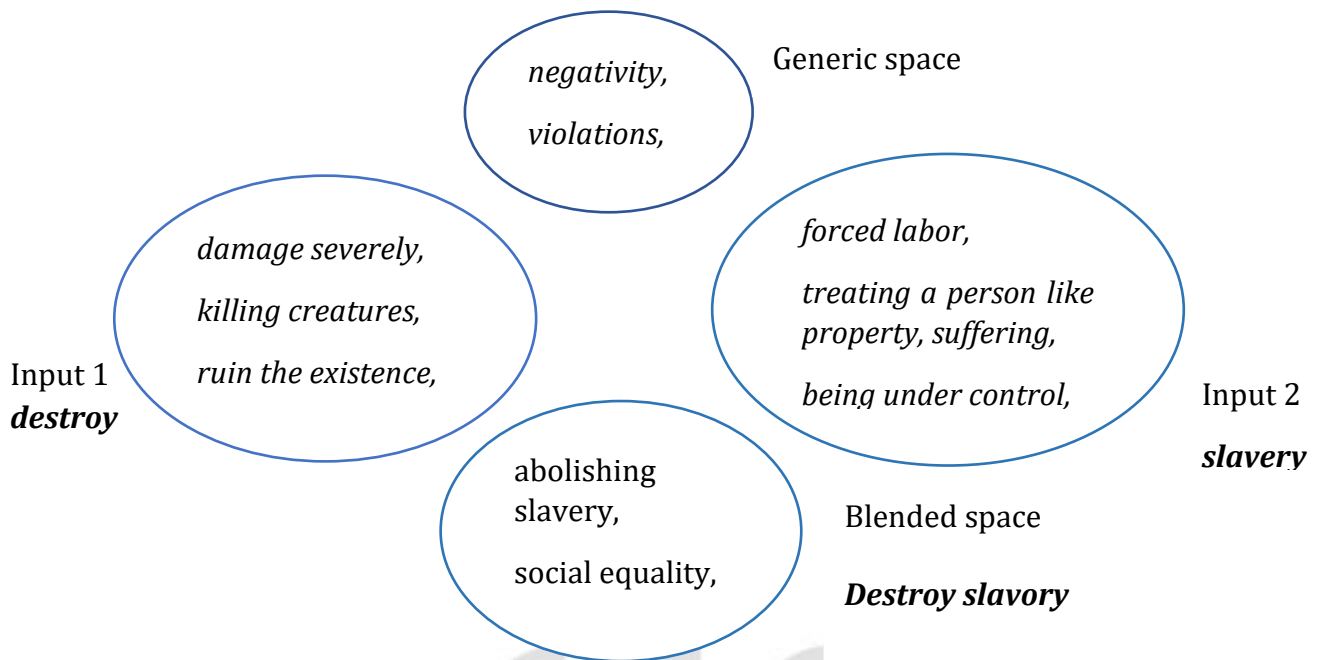 negativity,
violations,
Generic space
damage severely,
killing creatures,
ruin the existence,
Input 1
destroy
forced labor,
treating a person like
property, suffering,
being under control,
Input 2
slavery
abolishing
slavery,
social equality,
Blended space
Destroy slavory